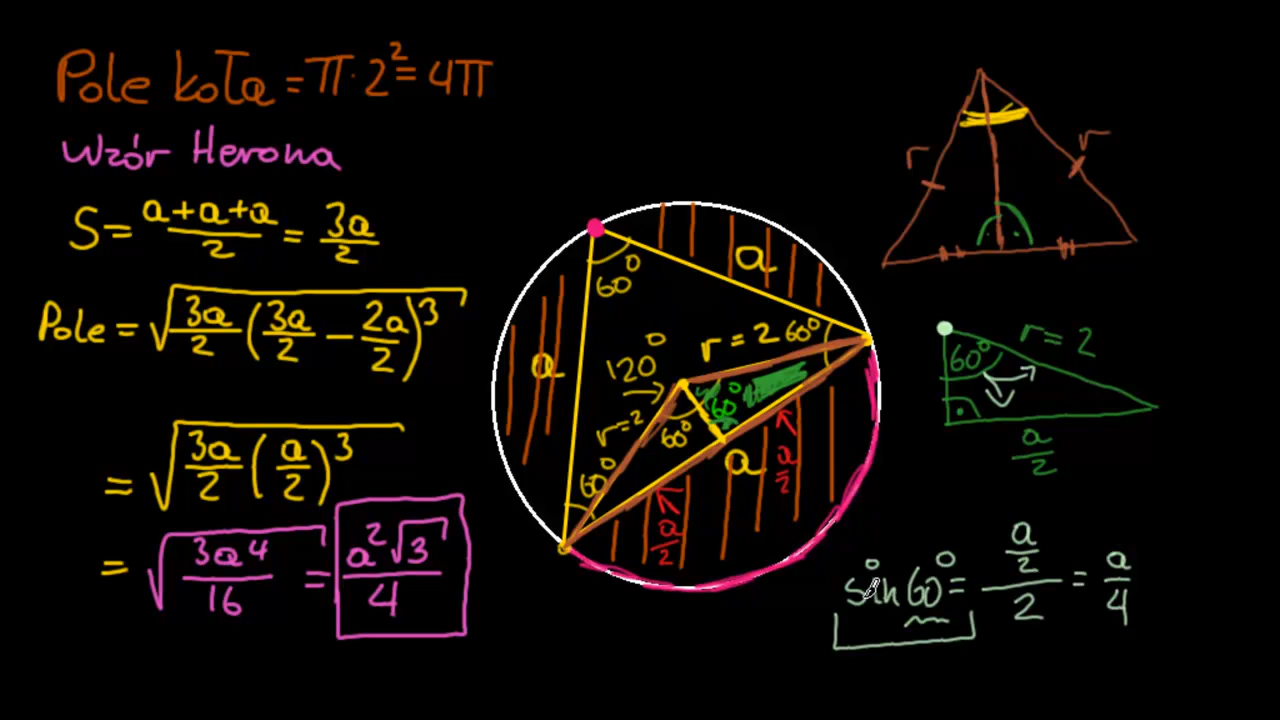 Pole koła = π·2² = 4π
Wzór Herona
S = (a+a+a)/2 = 3a/2
Pole = √(3a/2 (3a/2 − 2a/2)³)
= √(3a/2 (a/2)³)
= √(3a⁴/16) = a²√3/4
60°
a
a
r = 2
60°
120°
r=2
60°
60°
60°
a
a/2
a/2
r
r
60°
r = 2
a/2
sin 60° = (a/2)/2 = a/4